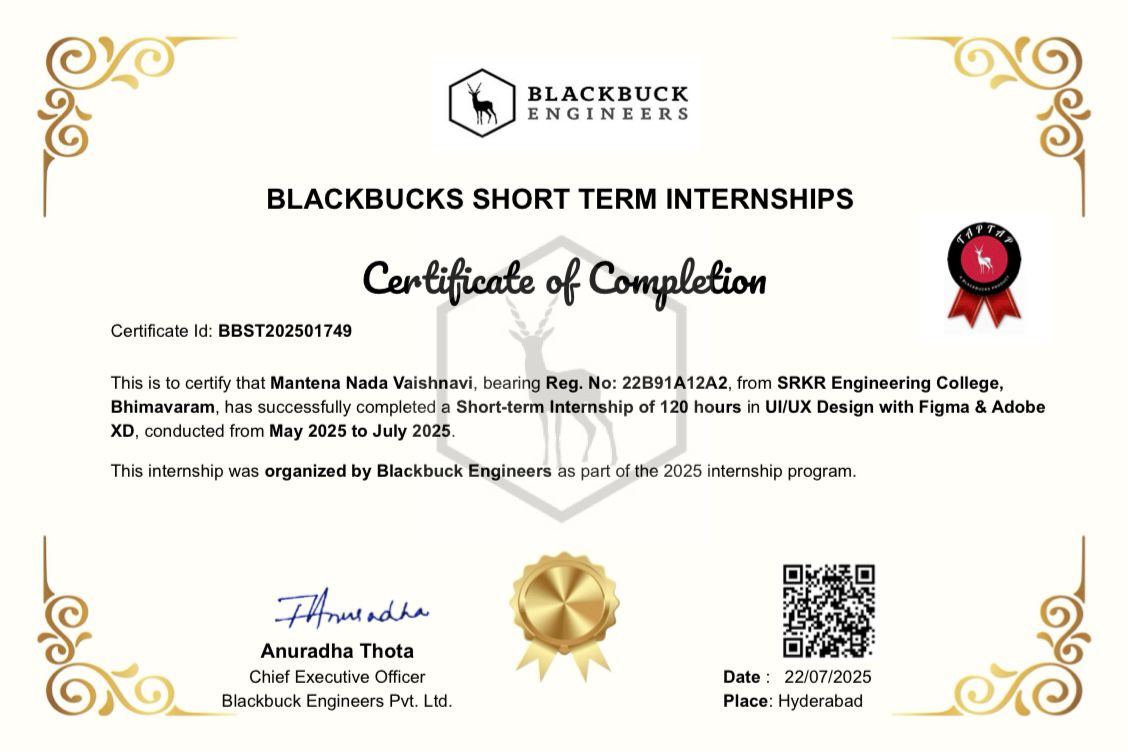 BLACKBUCK
ENGINEERS
BLACKBUCKS SHORT TERM INTERNSHIPS
TAPTAP
A BLACKBUCKS PRODUCT
Certificate of Completion
Certificate Id: BBST202501749
This is to certify that Mantena Nada Vaishnavi, bearing Reg. No: 22B91A12A2, from SRKR Engineering College,
Bhimavaram, has successfully completed a Short-term Internship of 120 hours in UI/UX Design with Figma & Adobe
XD, conducted from May 2025 to July 2025.
This internship was organized by Blackbuck Engineers as part of the 2025 internship program.
TAnuradha
Anuradha Thota
Chief Executive Officer
Blackbuck Engineers Pvt. Ltd.
Date : 22/07/2025
Place: Hyderabad